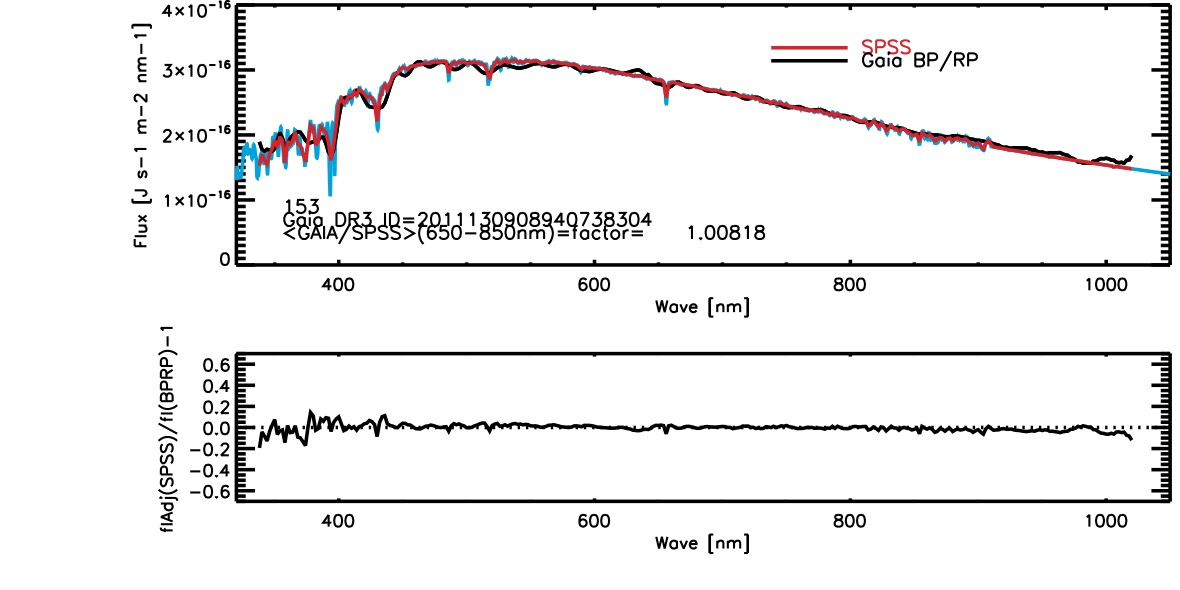 4×10−16
3×10−16
2×10−16
1×10−16
0
Flux [J s−1 m−2 nm−1]
SPSS
Gaia BP/RP
153
Gaia DR3 ID=2011130908940738304
<GAIA/SPSS>(650−850nm)=factor= 1.00818
400 600 800 1000
Wave [nm]
flAdj(SPSS)/fl(BPRP)−1
0.6
0.4
0.2
0.0
−0.2
−0.4
−0.6
400 600 800 1000
Wave [nm]